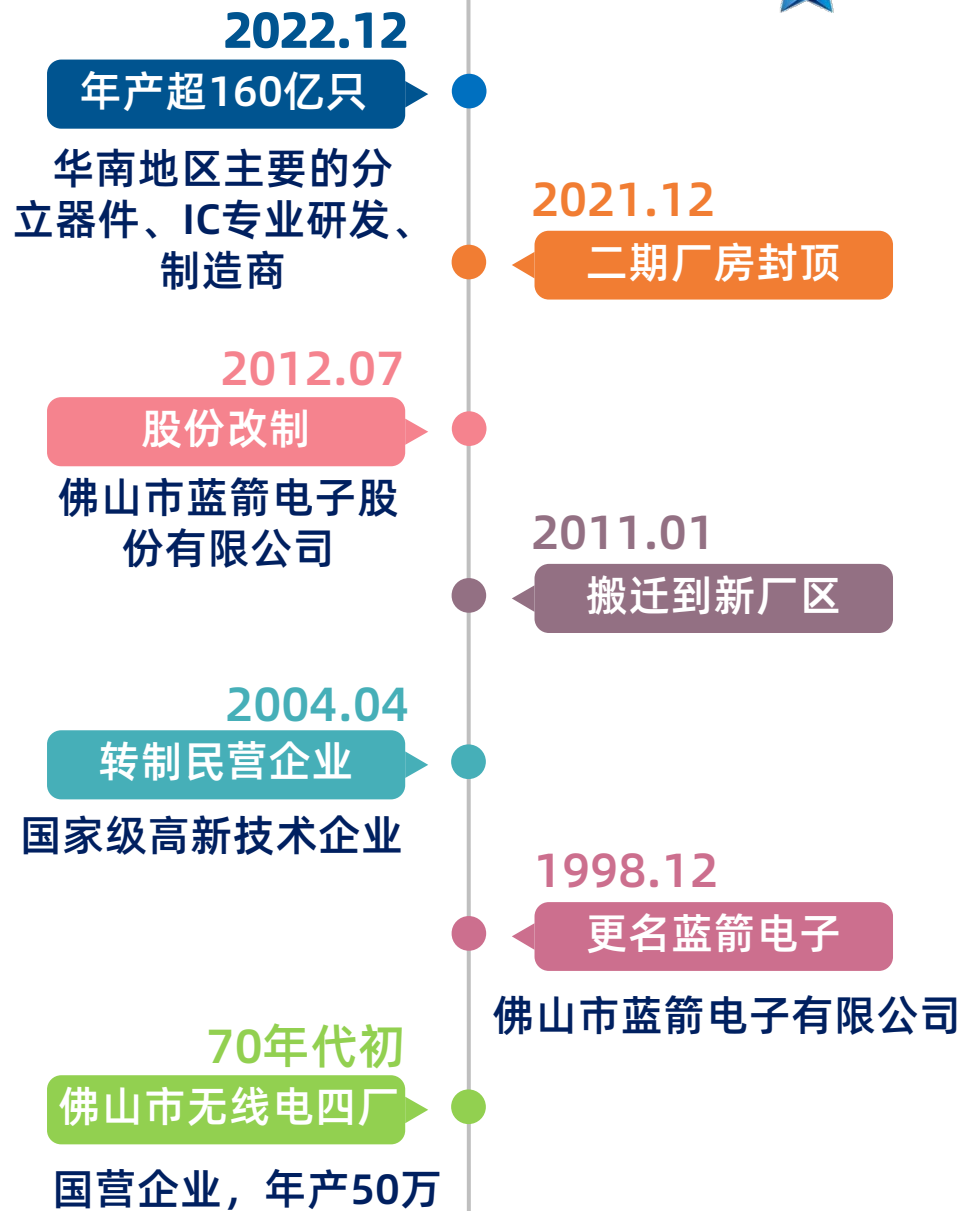 2022.12
年产超160亿只
华南地区主要的分
立器件、IC专业研发、
制造商
2021.12
二期厂房封顶
2012.07
股份改制
佛山市蓝箭电子股
份有限公司
2011.01
搬迁到新厂区
2004.04
转制民营企业
国家级高新技术企业
1998.12
更名蓝箭电子
佛山市蓝箭电子有限公司
70年代初
佛山市无线电四厂
国营企业，年产50万